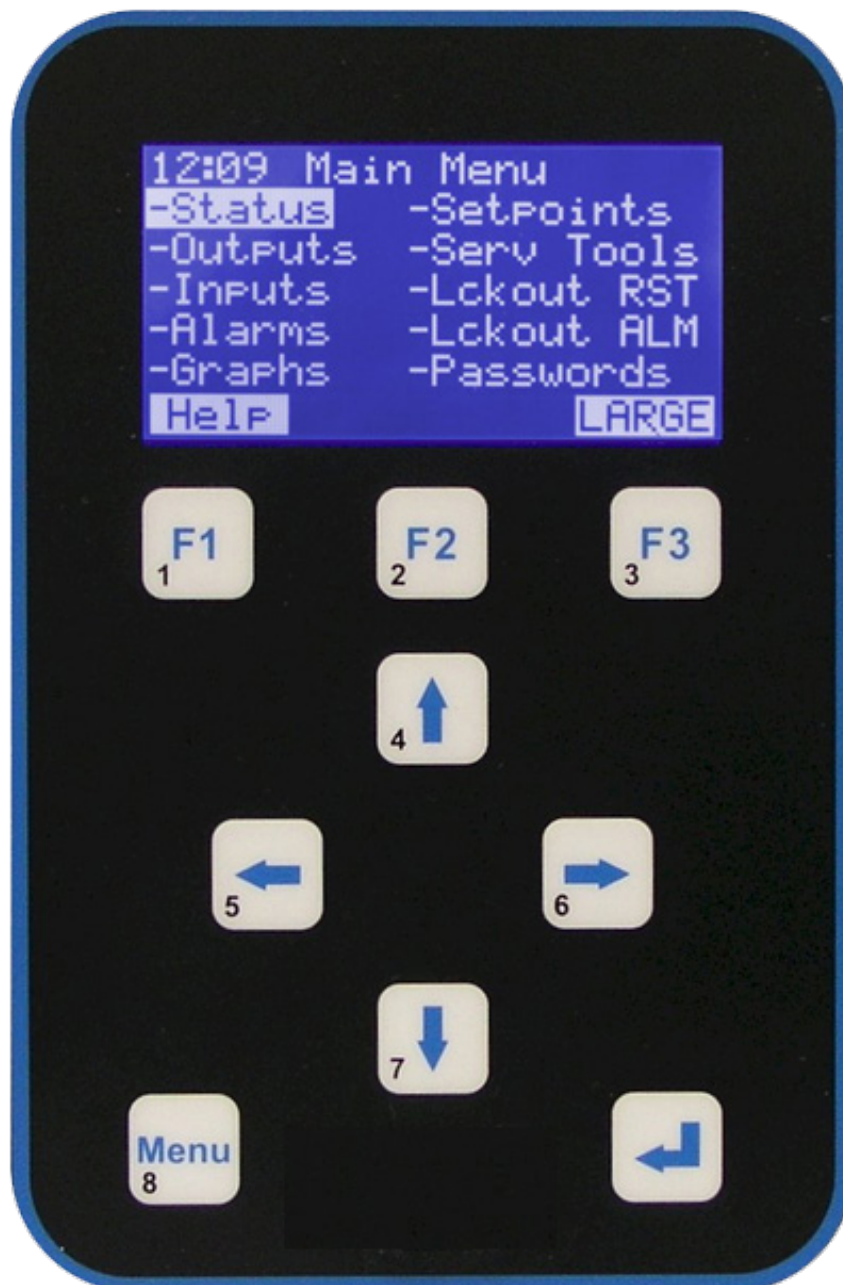 12:09 Main Menu
-Status -Setpoints
-Outputs -Serv Tools
-Inputs -Lckout RST
-Alarms -Lckout ALM
-Graphs -Passwords
Help LARGE
F1 F2 F3
1 2 3
4
5 6
7
Menu
8